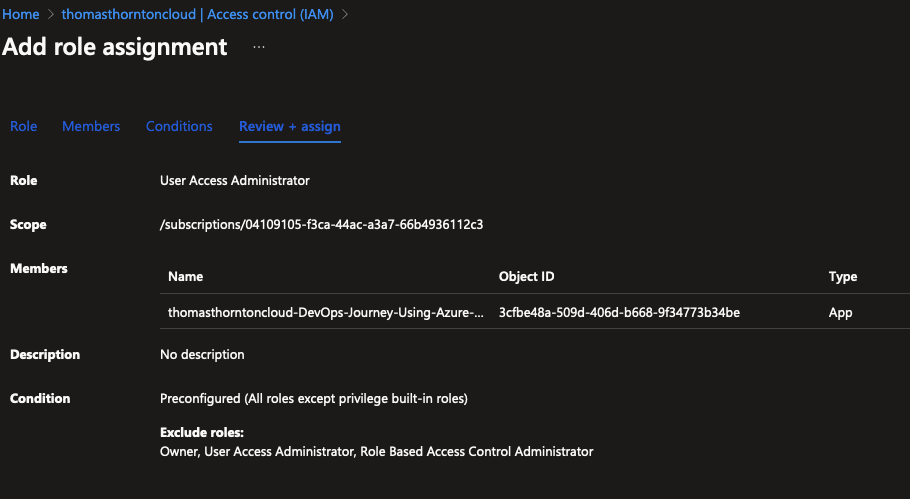 Home > thomasthorntoncloud | Access control (IAM) >
Add role assignment ...
Role Members Conditions Review + assign
Role User Access Administrator
Scope /subscriptions/04109105-f3ca-44ac-a3a7-66b4936112c3
Members Name Object ID Type
thomasthorntoncloud-DevOps-Journey-Using-Azure-... 3cfbe48a-509d-406d-b668-9f34773b34be App
Description No description
Condition Preconfigured (All roles except privilege built-in roles)
Exclude roles:
Owner, User Access Administrator, Role Based Access Control Administrator